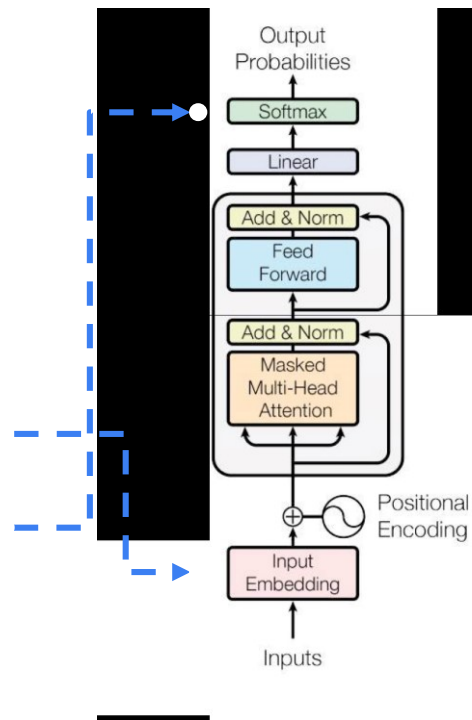 Output
Probabilities
Softmax
Linear
Add & Norm
Feed
Forward
Add & Norm
Masked
Multi-Head
Attention
Positional
Encoding
Input
Embedding
Inputs